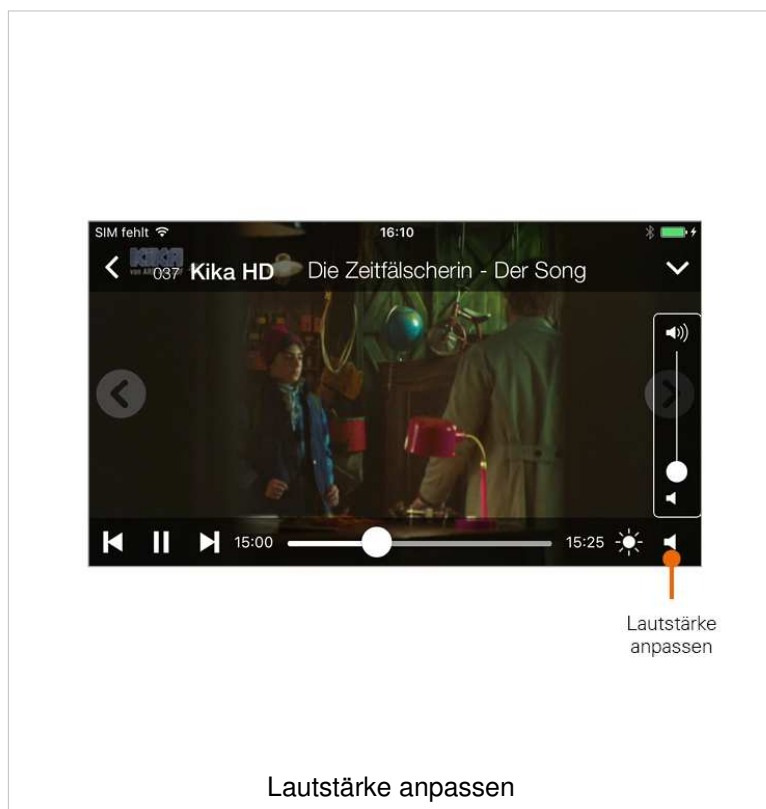 SIM fehlt 16:10
KiKA
037 Kika HD Die Zeitfälscherin - Der Song
15:00 15:25
Lautstärke
anpassen
Lautstärke anpassen